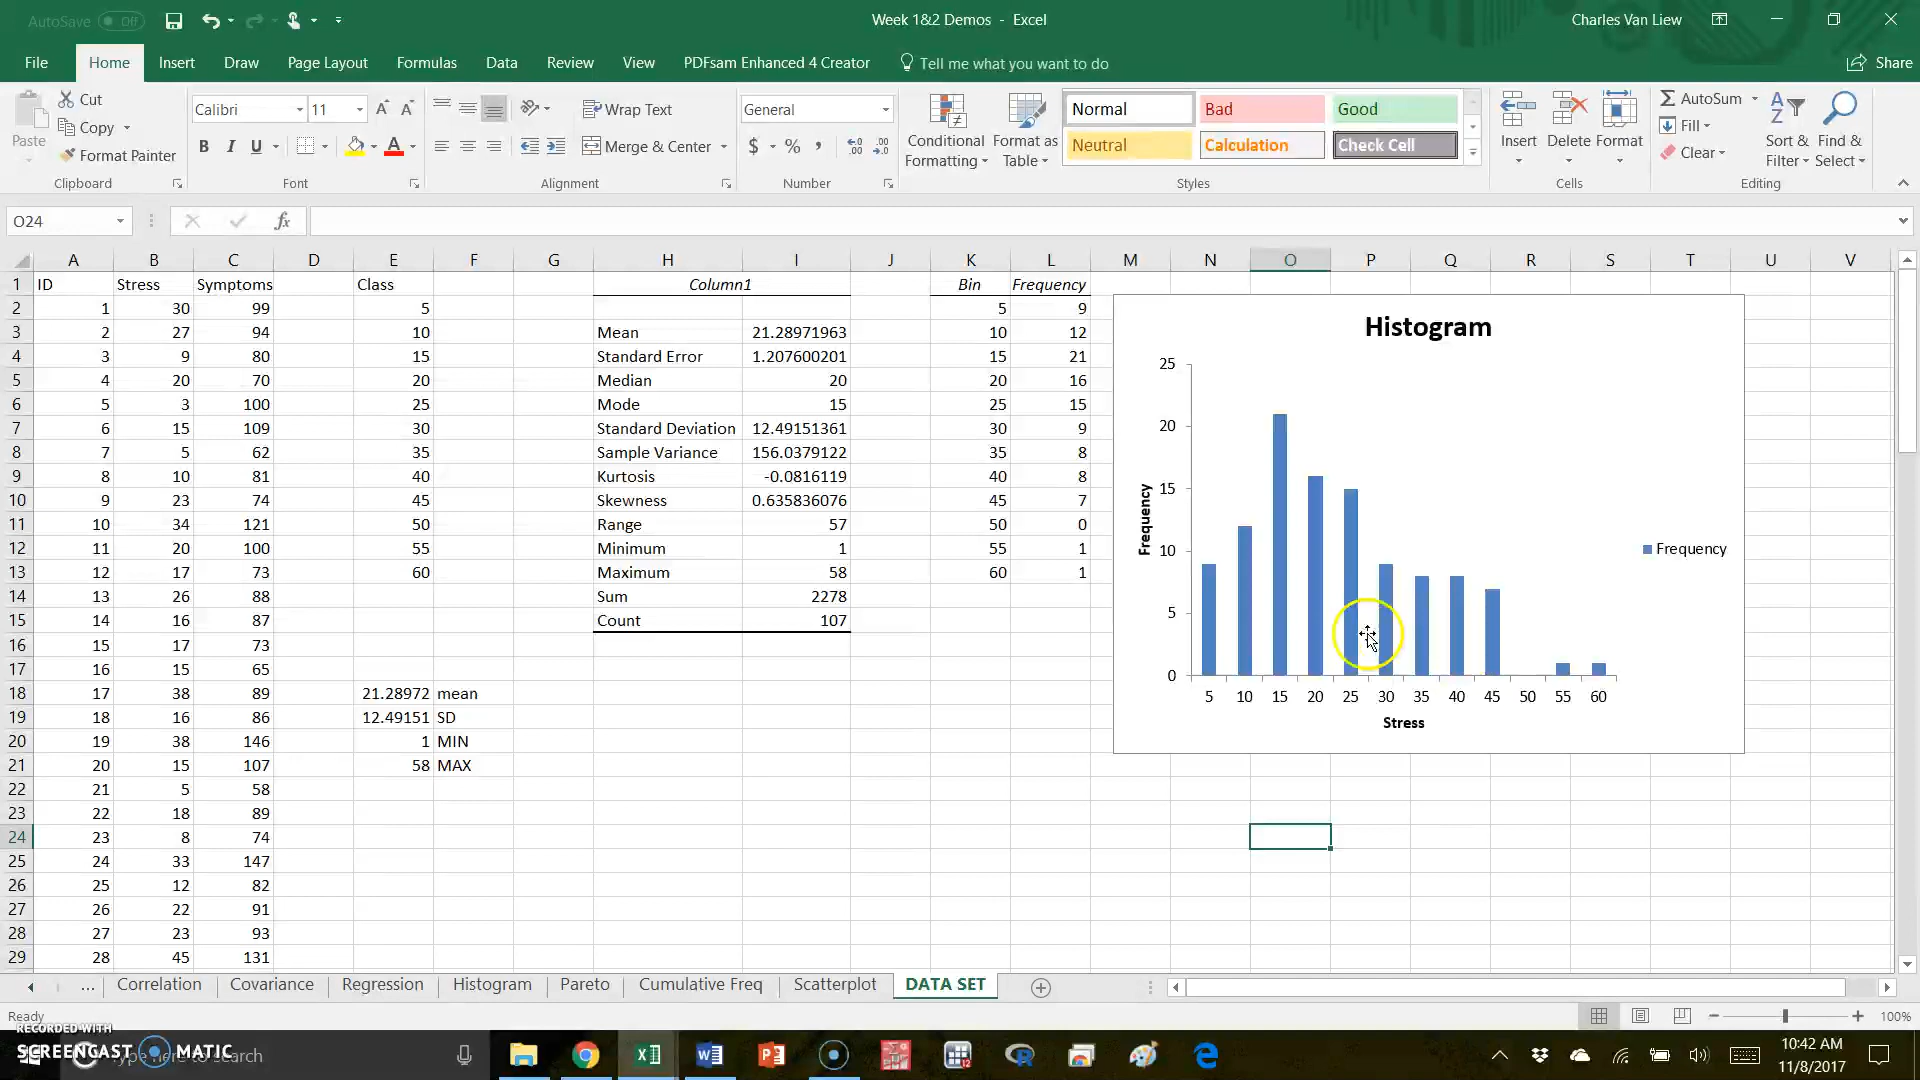 AutoSave Off
Week 1&2 Demos - Excel
Charles Van Liew
File Home Insert Draw Page Layout Formulas Data Review View PDFsam Enhanced 4 Creator Tell me what you want to do Share
Paste
Cut
Copy
Format Painter
Clipboard
Calibri 11
B I U
Font
Wrap Text
Merge & Center
Alignment
General
$ % ,
Number
Conditional Formatting
Format as Table
Normal Bad Good
Neutral Calculation Check Cell
Styles
Insert Delete Format
Cells
AutoSum
Fill
Clear
Sort & Filter
Find & Select
Editing
O24 fx
A B C D E F G H I J K L M N O P Q R S T U V
1 ID Stress Symptoms Class Column1 Bin Frequency
2 1 30 99 5 5 9
3 2 27 94 10 Mean 21.28971963 10 12
4 3 9 80 15 Standard Error 1.207600201 15 21
5 4 20 70 20 Median 20 20 16
6 5 3 100 25 Mode 15 25 15
7 6 15 109 30 Standard Deviation 12.49151361 30 9
8 7 5 62 35 Sample Variance 156.0379122 35 8
9 8 10 81 40 Kurtosis -0.0816119 40 8
10 9 23 74 45 Skewness 0.635836076 45 7
11 10 34 121 50 Range 57 50 0
12 11 20 100 55 Minimum 1 55 1
13 12 17 73 60 Maximum 58 60 1
14 13 26 88 Sum 2278
15 14 16 87 Count 107
16 15 17 73
17 16 15 65
18 17 38 89 21.28972 mean
19 18 16 86 12.49151 SD
20 19 38 146 1 MIN
21 20 15 107 58 MAX
22 21 5 58
23 22 18 89
24 23 8 74
25 24 33 147
26 25 12 82
27 26 22 91
28 27 23 93
29 28 45 131
Histogram
25
20
15
10
5
0
Frequency
5 10 15 20 25 30 35 40 45 50 55 60
Stress
Frequency
... Correlation Covariance Regression Histogram Pareto Cumulative Freq Scatterplot DATA SET
Ready
100%
RECORDED WITH
SCREENCAST MATIC
Type here to search
10:42 AM
11/8/2017